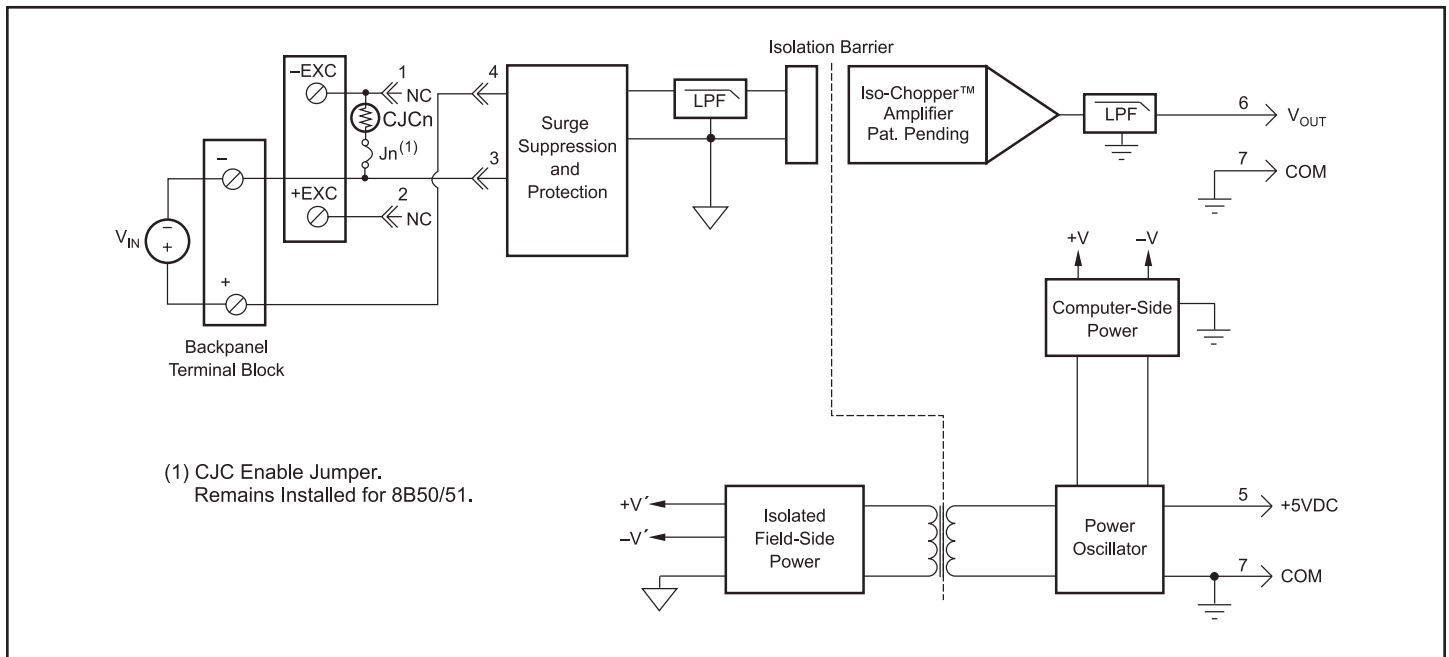 Isolation Barrier
–EXC
1
NC
CJCn
Jn(1)
4
3
+EXC
2
NC
–
+
VIN
–
+
Backpanel
Terminal Block
Surge
Suppression
and
Protection
LPF
Iso-Chopper™
Amplifier
Pat. Pending
LPF
6
VOUT
7
COM
+V
–V
Computer-Side
Power
(1) CJC Enable Jumper.
Remains Installed for 8B50/51.
+V´
–V´
Isolated
Field-Side
Power
Power
Oscillator
5
+5VDC
7
COM